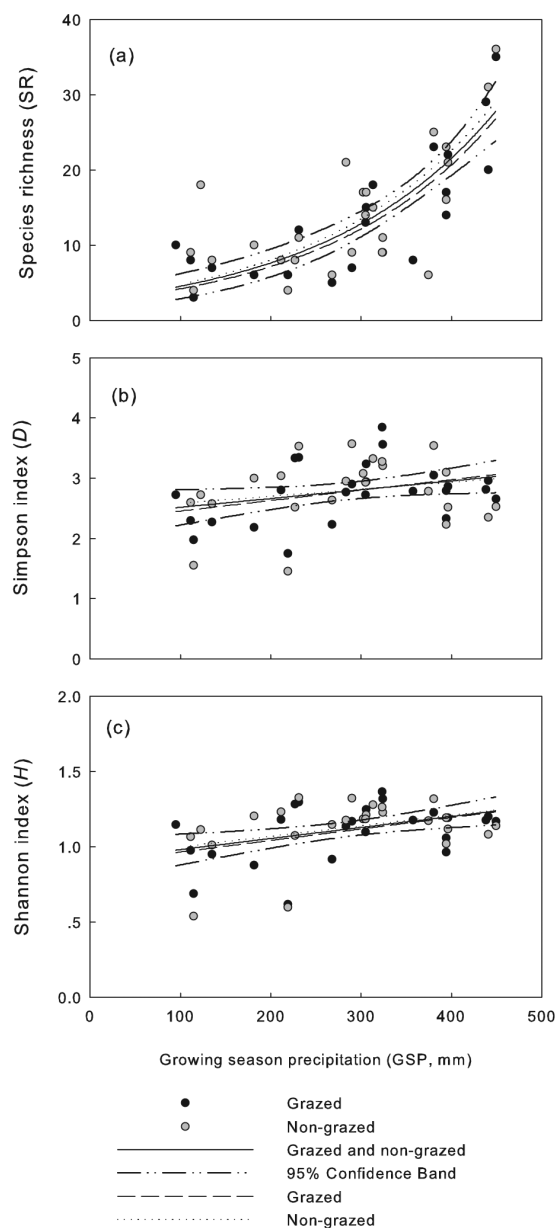 40
(a)
30
20
10
0
Species richness (SR)
5
(b)
4
3
2
1
0
Simpson index (D)
2.0
(c)
1.5
1.0
.5
0.0
Shannon index (H)
0 100 200 300 400 500
Growing season precipitation (GSP, mm)
Grazed
Non-grazed
Grazed and non-grazed
95% Confidence Band
Grazed
Non-grazed